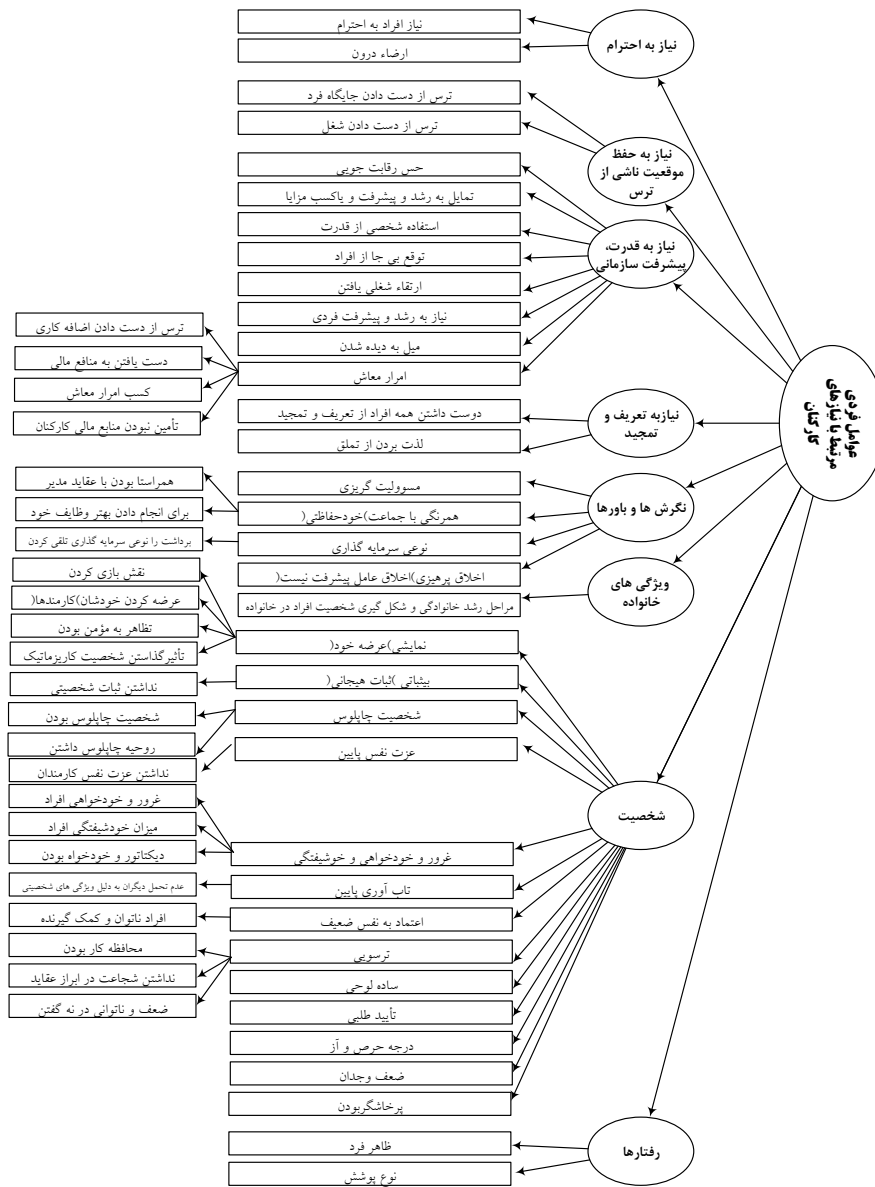 عوامل فردی
مرتبط با نیازهای
کارکنان
نیاز به احترام
نیاز افراد به احترام
ارضاء درون
نیاز به حفظ
موقعیت ناشی از
ترس
ترس از دست دادن جایگاه فرد
ترس از دست دادن شغل
نیاز به قدرت،
پیشرفت سازمانی
حس رقابت جویی
تمایل به رشد و پیشرفت و یاکسب مزایا
استفاده شخصی از قدرت
توقع بی جا از افراد
ارتقاء شغلی یافتن
نیاز به رشد و پیشرفت فردی
میل به دیده شدن
امرار معاش
ترس از دست دادن اضافه کاری
دست یافتن به منافع مالی
کسب امرار معاش
تأمین نبودن منابع مالی کارکنان
نیازبه تعریف و
تمجید
دوست داشتن همه افراد از تعریف و تمجید
لذت بردن از تملق
نگرش ها و باورها
مسوولیت گریزی
همرنگی با جماعت)خودحفاظتی(
همراستا بودن با عقاید مدیر
برای انجام دادن بهتر وظایف خود
نوعی سرمایه گذاری
برداشت را نوعی سرمایه گذاری تلقی کردن
اخلاق پرهیزی)اخلاق عامل پیشرفت نیست(
ویژگی های
خانواده
مراحل رشد خانوادگی و شکل گیری شخصیت افراد در خانواده
شخصیت
نمایشی)عرضه خود(
نقش بازی کردن
عرضه کردن خودشان)کارمندها(
تظاهر به مؤمن بودن
تأثیرگذاستن شخصیت کاریزماتیک
بیثباتی )ثبات هیجانی(
نداشتن ثبات شخصیتی
شخصیت چاپلوس
شخصیت چاپلوس بودن
روحیه چاپلوس داشتن
عزت نفس پایین
نداشتن عزت نفس کارمندان
غرور و خودخواهی و خوشیفتگی
غرور و خودخواهی افراد
میزان خودشیفتگی افراد
دیکتاتور و خودخواه بودن
تاب آوری پایین
عدم تحمل دیگران به دلیل ویژگی های شخصیتی
اعتماد به نفس ضعیف
افراد ناتوان و کمک گیرنده
ترسویی
محافظه کار بودن
نداشتن شجاعت در ابراز عقاید
ضعف و ناتوانی در نه گفتن
ساده لوحی
تأیید طلبی
درجه حرص و آز
ضعف وجدان
پرخاشگربودن
رفتارها
ظاهر فرد
نوع پوشش